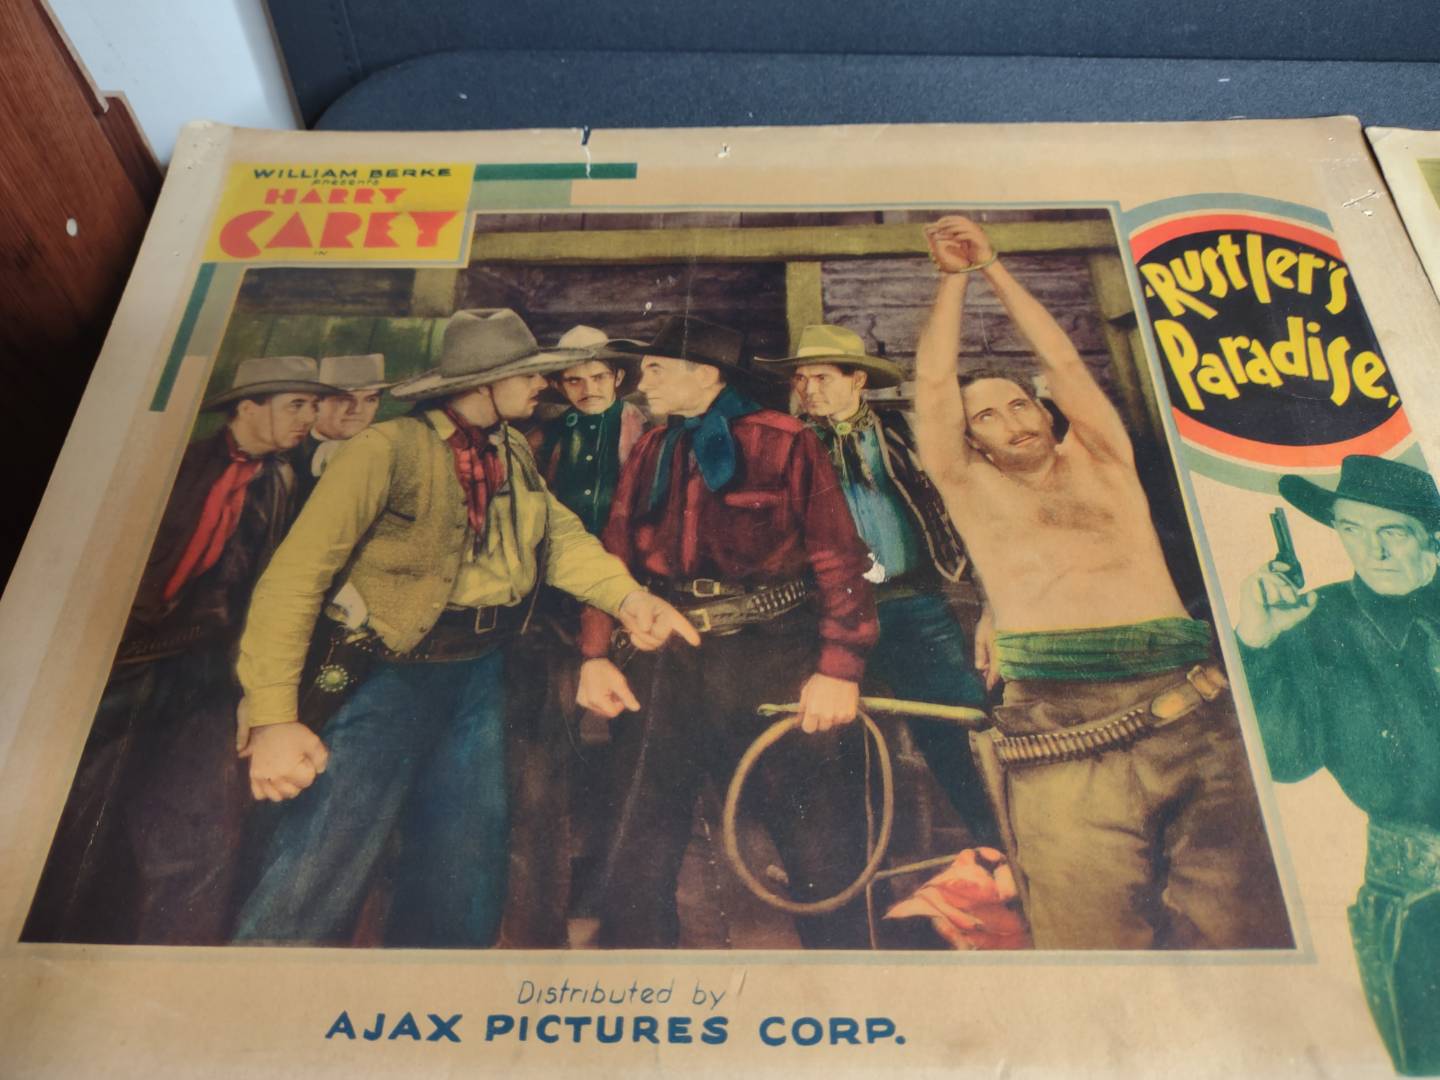 WILLIAM BERKE
presents
HARRY
CAREY
IN
Rustler's
Paradise,
Distributed by
AJAX PICTURES CORP.